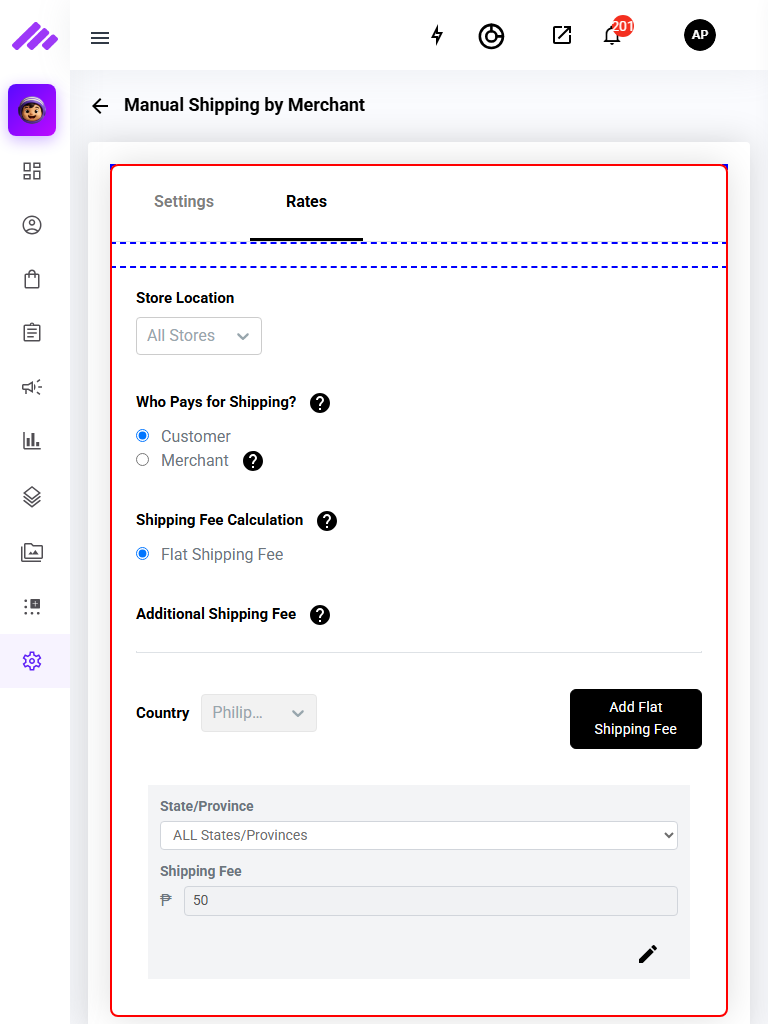 201
AP
Manual Shipping by Merchant
Settings
Rates
Store Location
All Stores
Who Pays for Shipping?
Customer
Merchant
Shipping Fee Calculation
Flat Shipping Fee
Additional Shipping Fee
Country
Philip...
Add Flat
Shipping Fee
State/Province
ALL States/Provinces
Shipping Fee
₱ 50